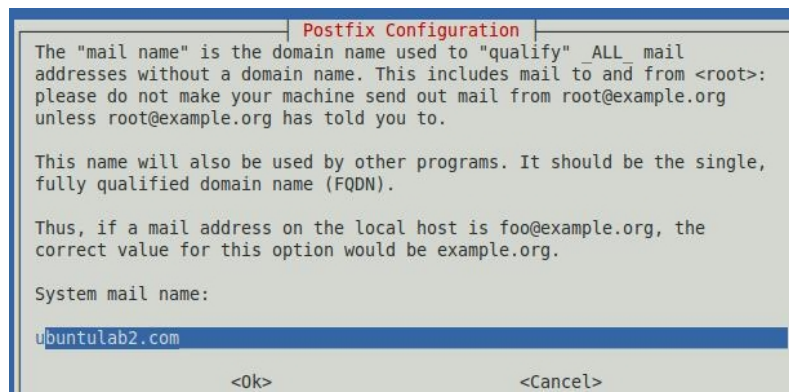 Postfix Configuration
The "mail name" is the domain name used to "qualify" _ALL_ mail
addresses without a domain name. This includes mail to and from <root>:
please do not make your machine send out mail from root@example.org
unless root@example.org has told you to.
This name will also be used by other programs. It should be the single,
fully qualified domain name (FQDN).
Thus, if a mail address on the local host is foo@example.org, the
correct value for this option would be example.org.
System mail name:
ubuntulab2.com
<Ok> <Cancel>